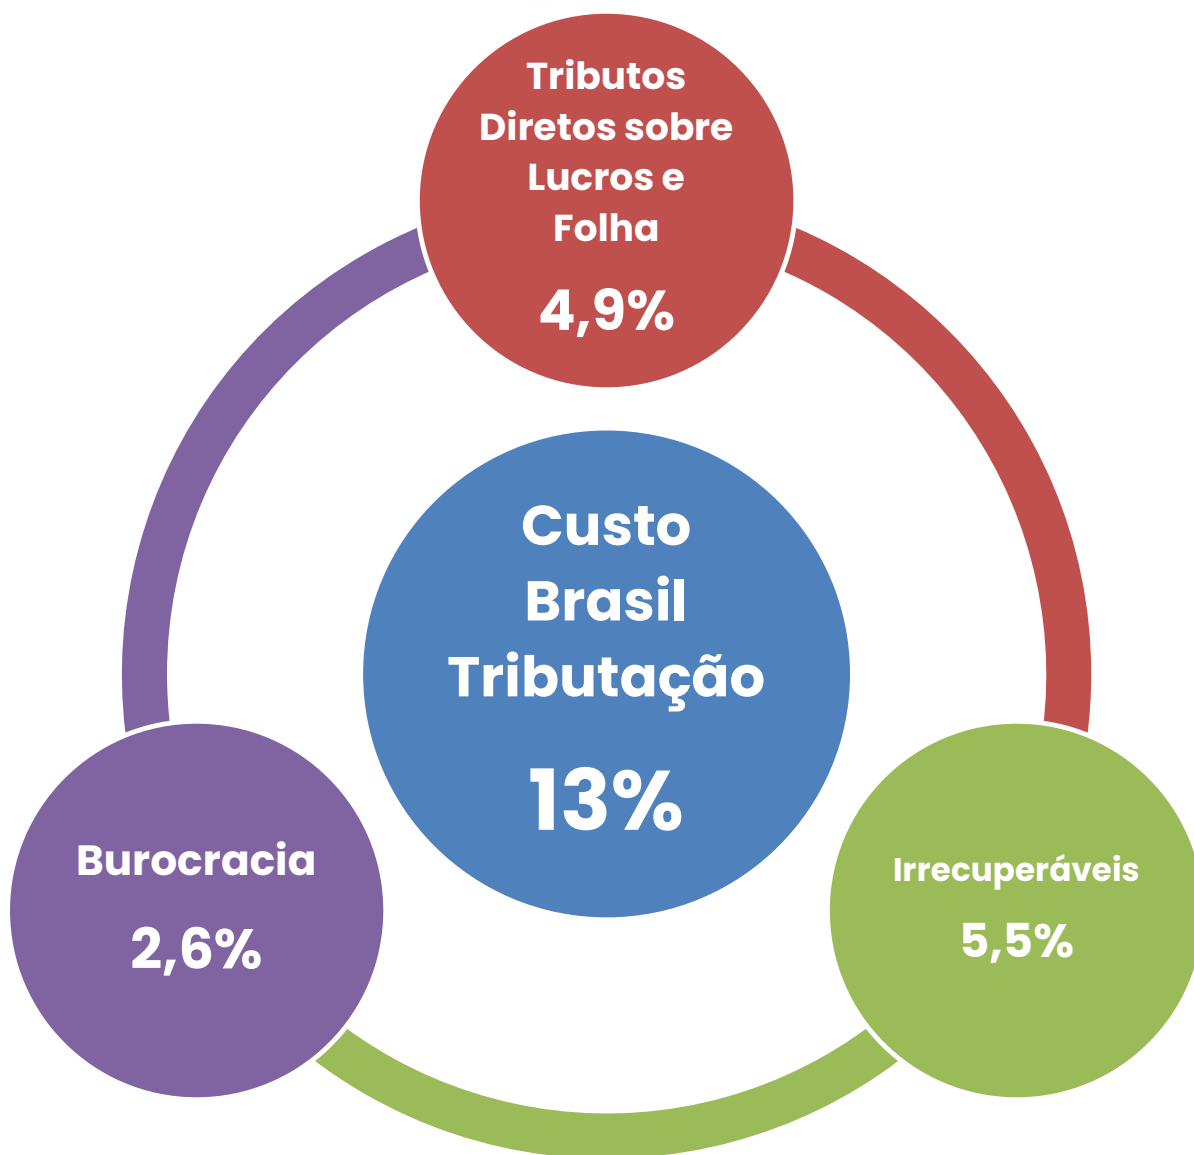 Tributos
Diretos sobre
Lucros e
Folha
4,9%
Custo
Brasil
Tributação
13%
Burocracia
2,6%
Irrecuperáveis
5,5%